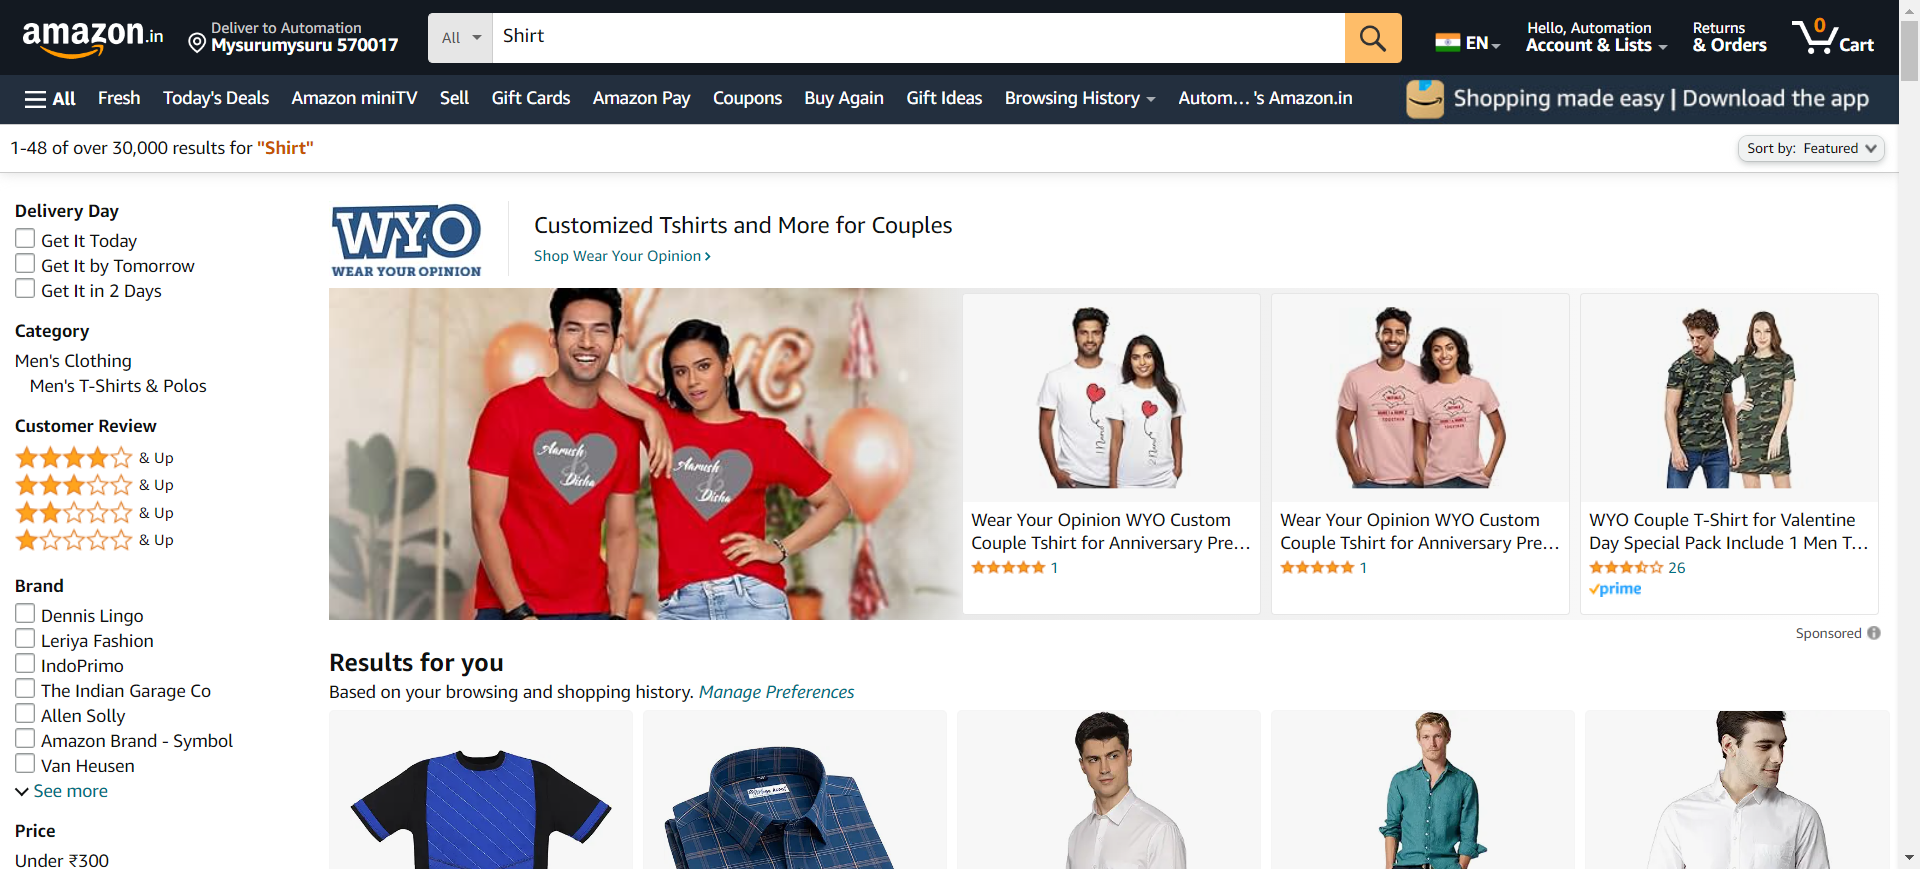 amazon.in
Deliver to Automation
Mysurumysuru 570017
All
Shirt
EN
Hello, Automation
Account & Lists
Returns
& Orders
0
Cart
All
Fresh
Today's Deals
Amazon miniTV
Sell
Gift Cards
Amazon Pay
Coupons
Buy Again
Gift Ideas
Browsing History
Autom... 's Amazon.in
Shopping made easy | Download the app
1-48 of over 30,000 results for "Shirt"
Sort by: Featured
Delivery Day
Get It Today
Get It by Tomorrow
Get It in 2 Days
Category
Men's Clothing
Men's T-Shirts & Polos
Customer Review
& Up
& Up
& Up
& Up
Brand
Dennis Lingo
Leriya Fashion
IndoPrimo
The Indian Garage Co
Allen Solly
Amazon Brand - Symbol
Van Heusen
See more
Price
Under ₹300
WYO
WEAR YOUR OPINION
Customized Tshirts and More for Couples
Shop Wear Your Opinion
love
Aarush
&
Disha
Aarush
&
Disha
Wear Your Opinion WYO Custom
Couple Tshirt for Anniversary Pre...
1
TOGETHER
TOGETHER
Wear Your Opinion WYO Custom
Couple Tshirt for Anniversary Pre...
1
WYO Couple T-Shirt for Valentine
Day Special Pack Include 1 Men T...
26
prime
Sponsored
Results for you
Based on your browsing and shopping history. Manage Preferences